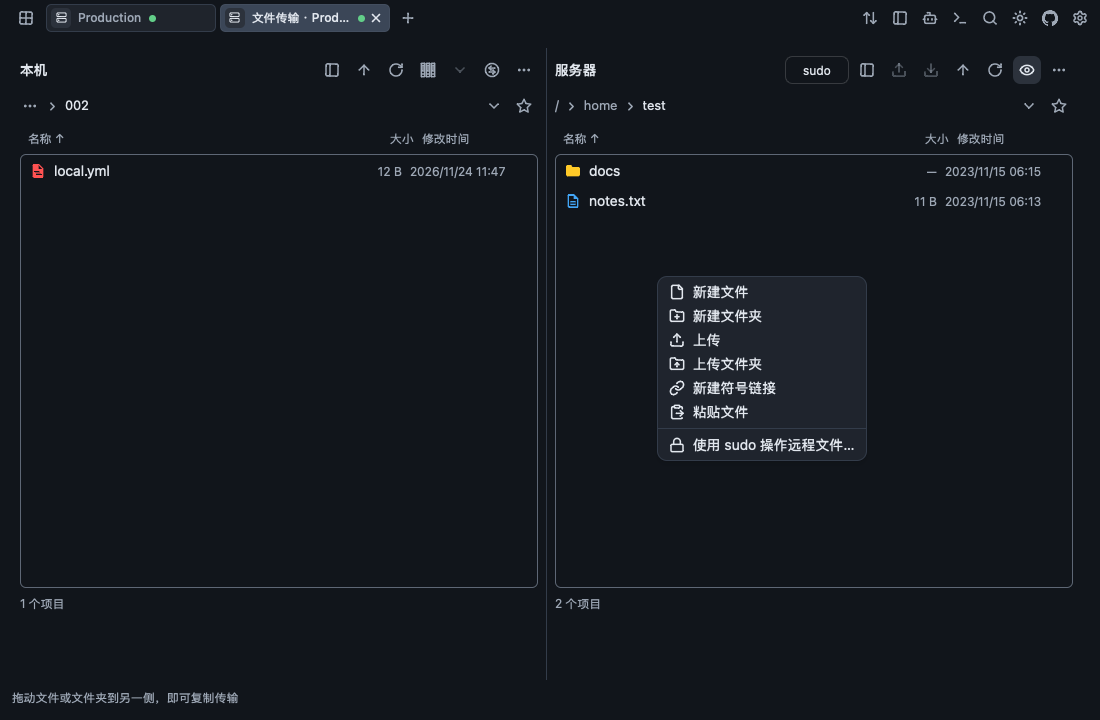 Production
文件传输 · Prod...
本机
服务器
sudo
002
/ home test
名称 大小 修改时间
名称 大小 修改时间
local.yml 12 B 2026/11/24 11:47
docs — 2023/11/15 06:15
notes.txt 11 B 2023/11/15 06:13
新建文件
新建文件夹
上传
上传文件夹
新建符号链接
粘贴文件
使用 sudo 操作远程文件...
1 个项目
2 个项目
拖动文件或文件夹到另一侧，即可复制传输